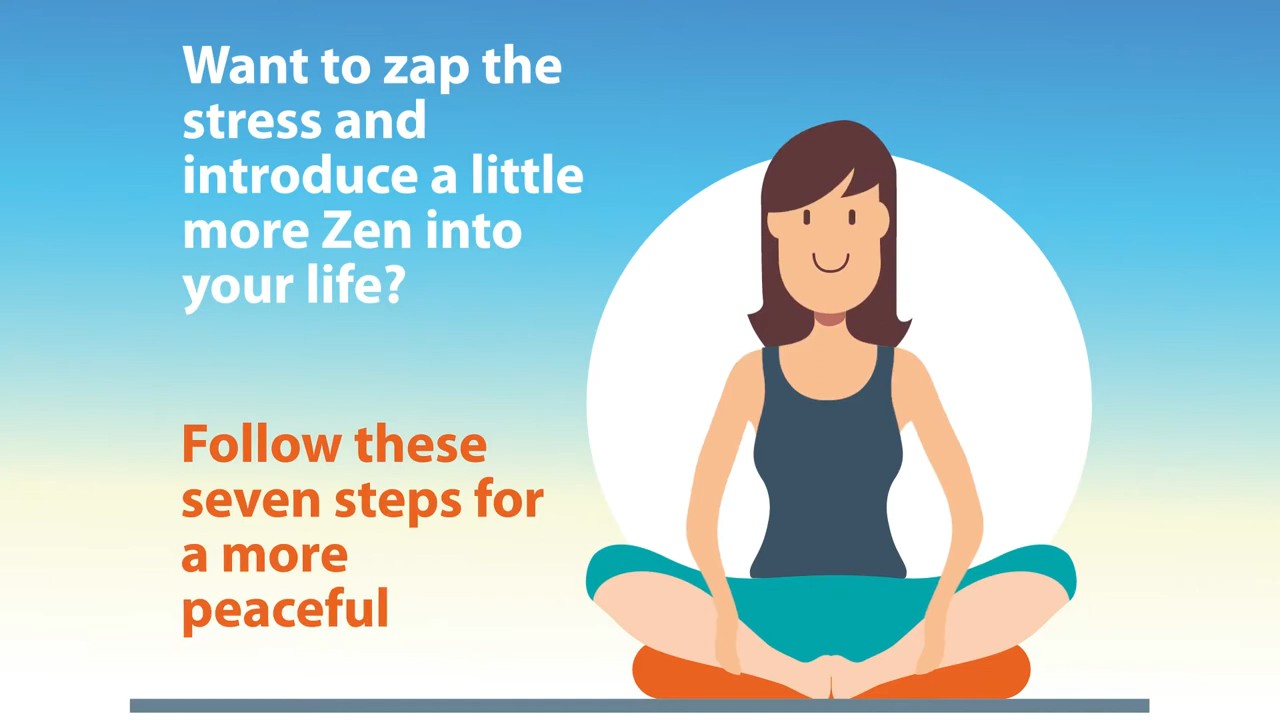 Want to zap the
stress and
introduce a little
more Zen into
your life?
Follow these
seven steps for
a more
peaceful